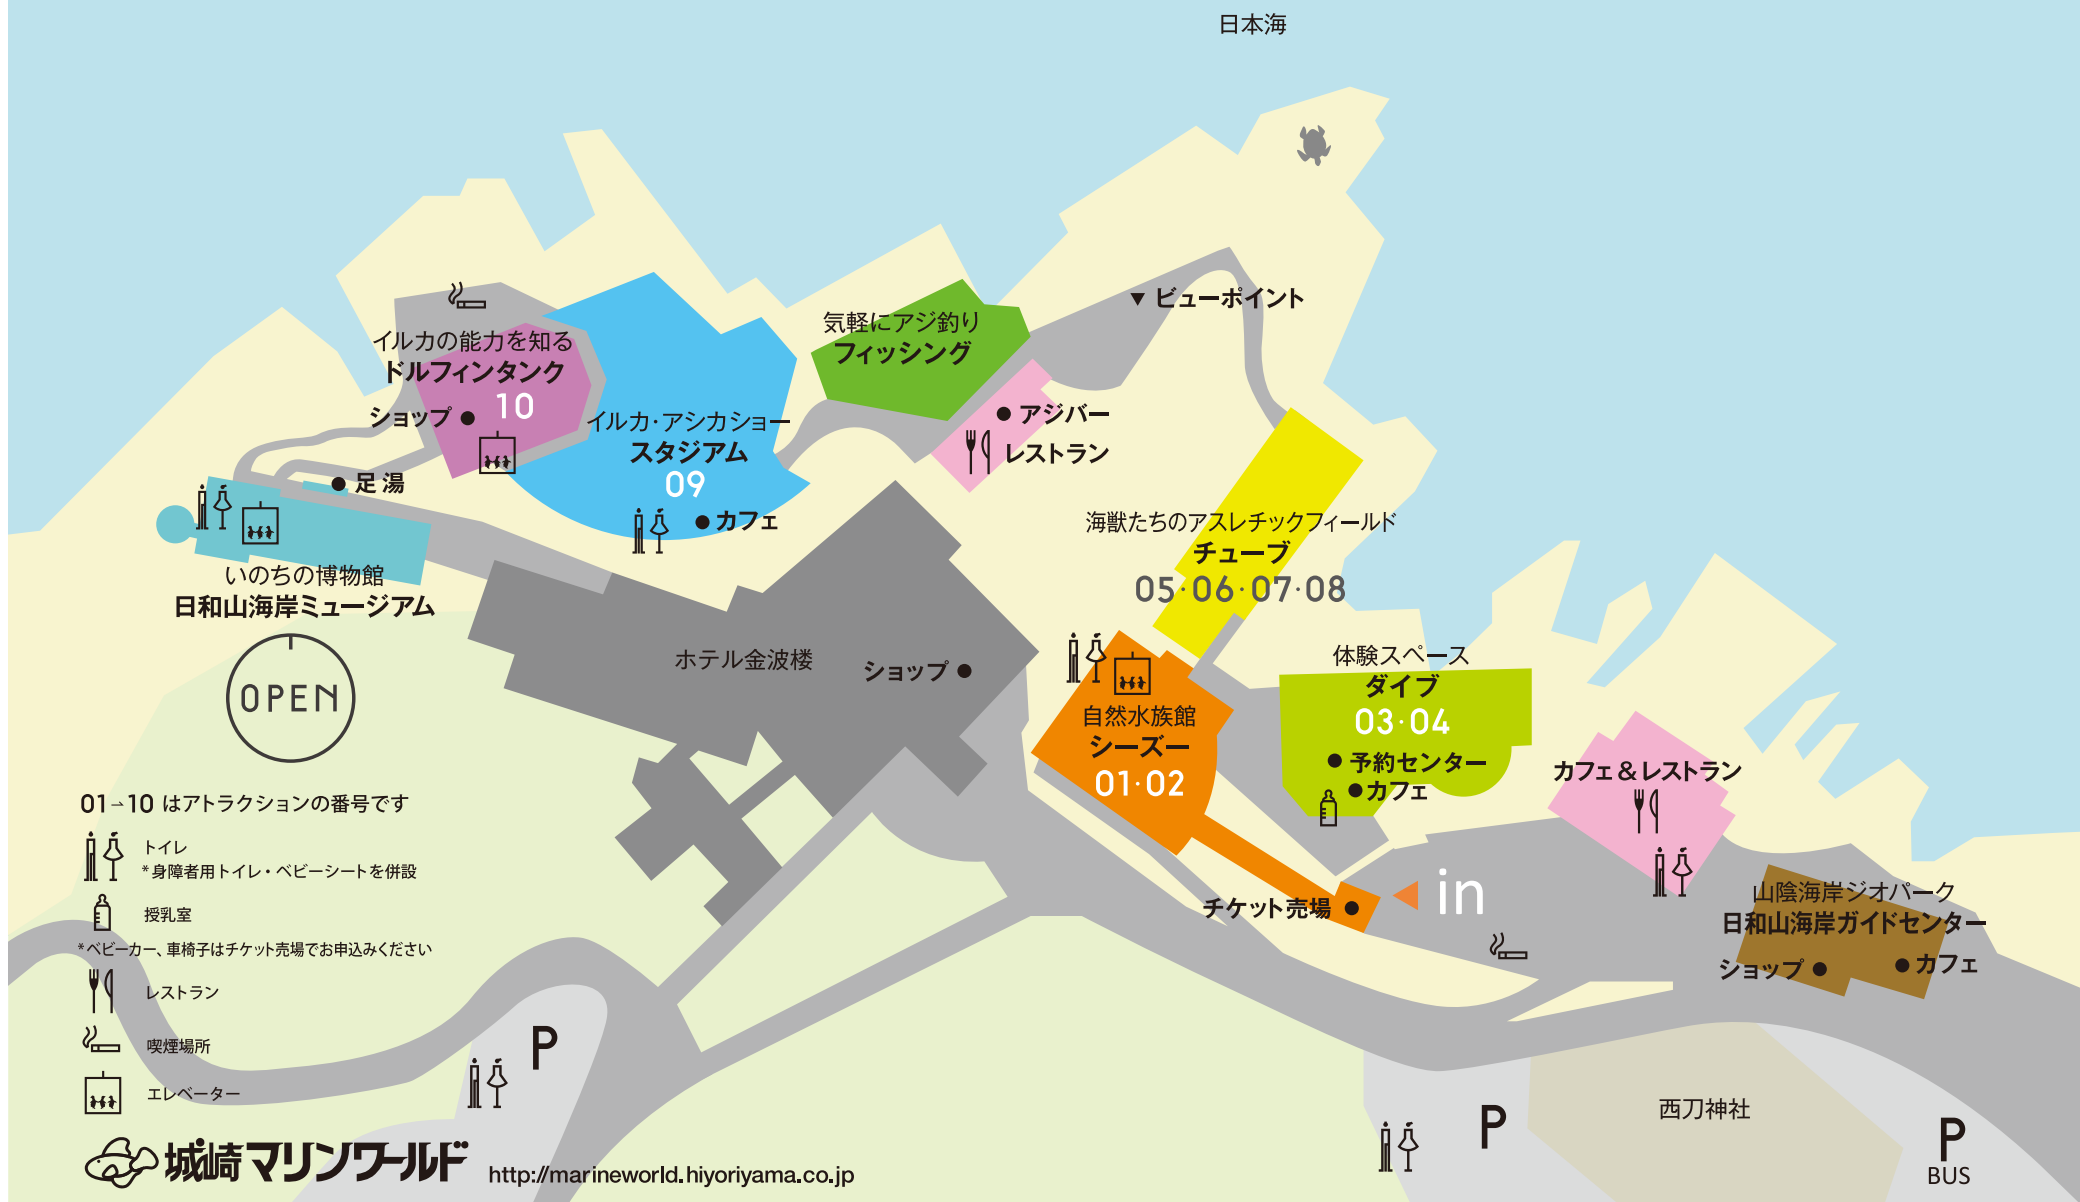 日本海
▼ ビューポイント
イルカの能力を知る
ドルフィンタンク
10
ショップ
気軽にアジ釣り
フィッシング
アジバー
レストラン
イルカ・アシカショー
スタジアム
09
カフェ
足湯
いのちの博物館
日和山海岸ミュージアム
OPEN
海獣たちのアスレチックフィールド
チューブ
05·06·07·08
ホテル金波楼
ショップ
自然水族館
シーズー
01·02
体験スペース
ダイブ
03·04
予約センター
カフェ
カフェ&レストラン
チケット売場
in
山陰海岸ジオパーク
日和山海岸ガイドセンター
ショップ
カフェ
01→10 はアトラクションの番号です
トイレ
*身障者用トイレ・ベビーシートを併設
授乳室
*ベビーカー、車椅子はチケット売場でお申込みください
レストラン
喫煙場所
エレベーター
P
P
西刀神社
P
BUS
城崎マリンワールド
http://marineworld.hiyoriyama.co.jp